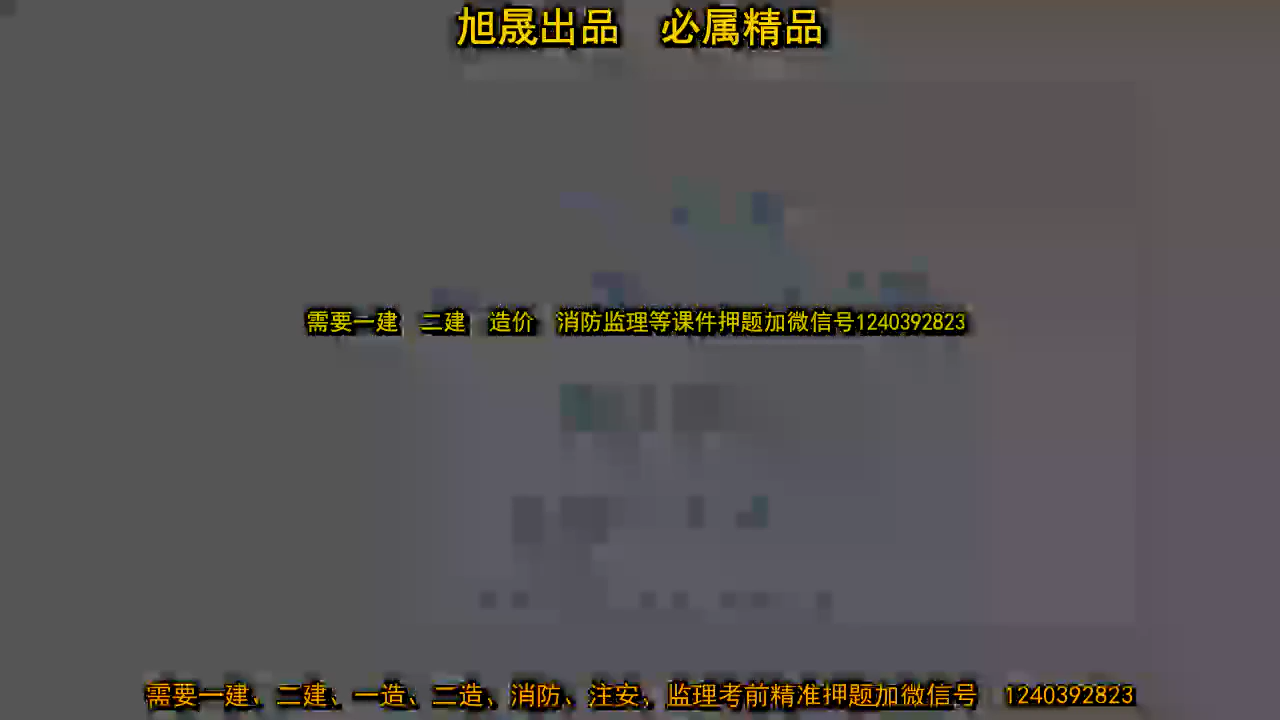 旭晟出品　必属精品
需要一建　二建　造价　消防监理等课件押题加微信号1240392823
需要一建、二建、一造、二造、消防、注安，监理考前精准押题加微信号　1240392823